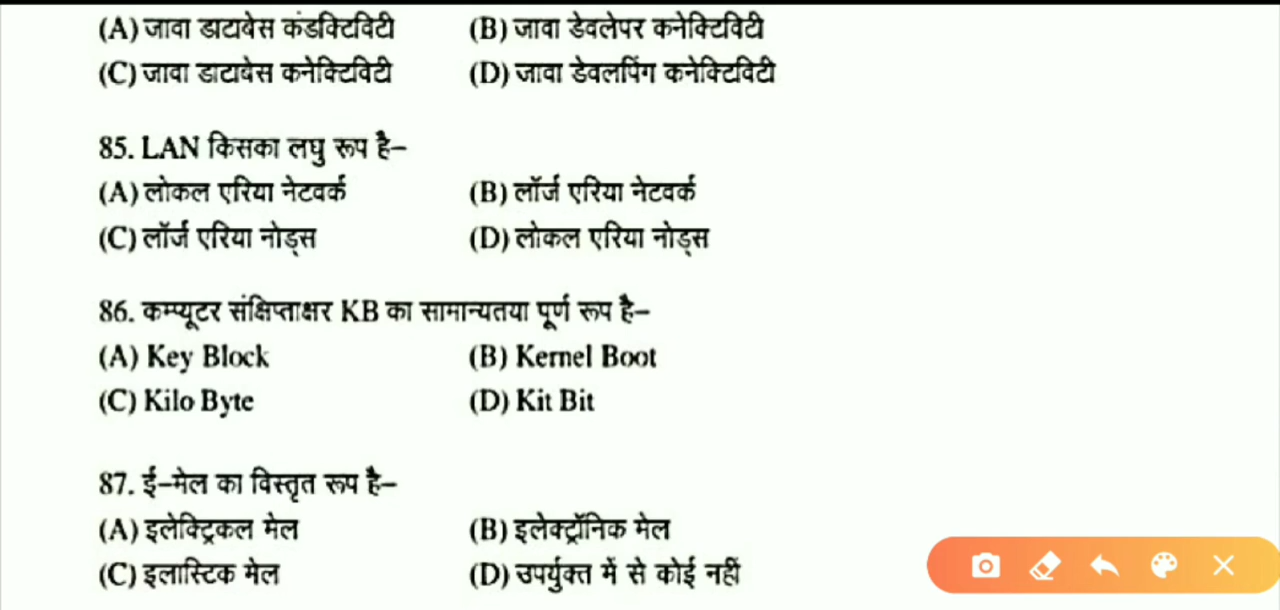 (A) जावा डाटाबेस कंडक्टिविटी (B) जावा डेवलेपर कनेक्टिविटी
(C) जावा डाटाबेस कनेक्टिविटी (D) जावा डेवलपिंग कनेक्टिविटी
85. LAN किसका लघु रूप है–
(A) लोकल एरिया नेटवर्क (B) लॉर्ज एरिया नेटवर्क
(C) लॉर्ज एरिया नोड्स (D) लोकल एरिया नोड्स
86. कम्प्यूटर संक्षिप्ताक्षर KB का सामान्यतया पूर्ण रूप है–
(A) Key Block (B) Kernel Boot
(C) Kilo Byte (D) Kit Bit
87. ई-मेल का विस्तृत रूप है–
(A) इलेक्ट्रिकल मेल (B) इलेक्ट्रॉनिक मेल
(C) इलास्टिक मेल (D) उपर्युक्त में से कोई नहीं